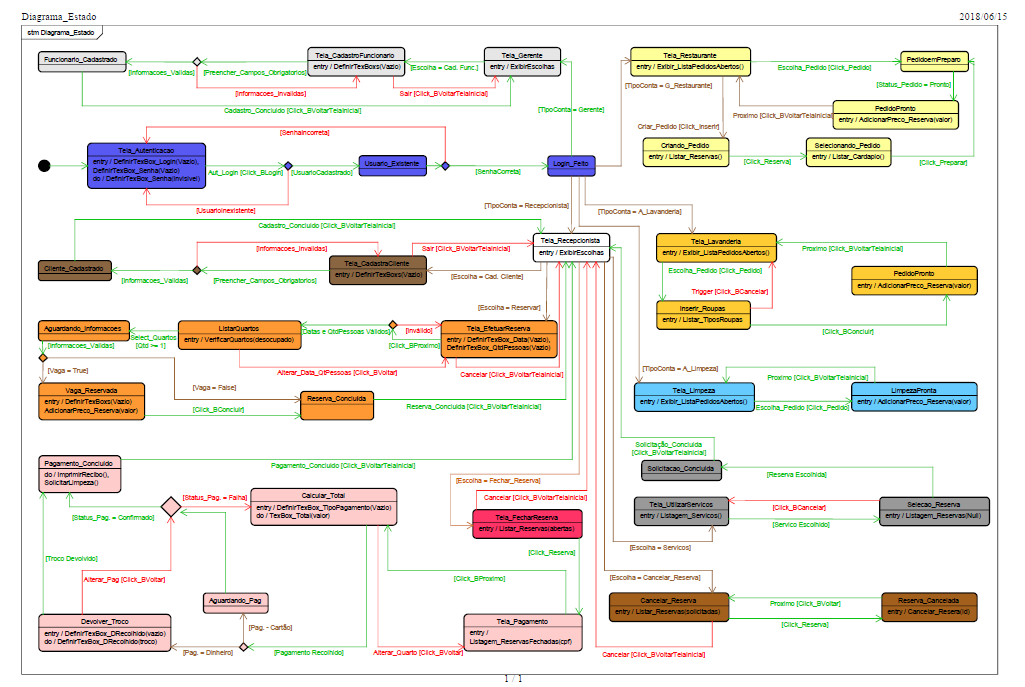 Diagrama_Estado
2018/06/15
stm Diagrama_Estado
Funcionario_Cadastrado
[Informacoes_Validas]
[Preencher_Campos_Obrigatorios]
Tela_CadastroFuncionario
entry / DefinirTexBoxs(Vazio)
[Escolha = Cad. Func.]
Tela_Gerente
entry / ExibirEscolhas
[Informacoes_Invalidas]
Sair [Click_BVoltarTelaInicial]
Cadastro_Concluido [Click_BVoltarTelaInicial]
[TipoConta = Gerente]
Tela_Restaurante
entry / Exibir_ListaPedidosAbertos()
[TipoConta = G_Restaurante]
Escolha_Pedido [Click_Pedido]
PedidoemPreparo
[Status_Pedido = Pronto]
PedidoPronto
entry / AdicionarPreco_Reserva(valor)
Proximo [Click_BVoltarTelaInicial]
Criar_Pedido [Click_Inserir]
Criando_Pedido
entry / Listar_Reservas()
[Click_Reserva]
Selecionando_Pedido
entry / Listar_Cardapio()
[Click_Preparar]
[SenhaIncorreta]
Tela_Autenticacao
entry / DefinirTexBox_Login(Vazio),
DefinirTexBox_Senha(Vazio)
do / DefinirTexBox_Senha(Invisivel)
Aut_Login [Click_BLogin]
[UsuarioCadastrado]
Usuario_Existente
[SenhaCorreta]
Login_Feito
[UsuarioInexistente]
[TipoConta = Recepcionista]
[TipoConta = A_Lavanderia]
Cadastro_Concluido [Click_BVoltarTelaInicial]
[Informacoes_Invalidas]
Sair [Click_BVoltarTelaInicial]
Tela_Recepcionista
entry / ExibirEscolhas
Cliente_Cadastrado
[Informacoes_Validas]
[Preencher_Campos_Obrigatorios]
Tela_CadastraCliente
entry / DefinirTexBoxs(Vazio)
[Escolha = Cad. Cliente]
Tela_Lavanderia
entry / Exibir_ListaPedidosAbertos()
Proximo [Click_BVoltarTelaInicial]
Escolha_Pedido [Click_Pedido]
PedidoPronto
entry / AdicionarPreco_Reserva(valor)
Trigger [Click_BCancelar]
Inserir_Roupas
entry / Listar_TiposRoupas
[Click_BConcluir]
[Escolha = Reservar]
Aguardando_Informacoes
[Informacoes_Validas]
Select_Quartos
[Qtd >= 1]
ListarQuartos
entry / VerificarQuartos(desocupado)
[Datas e QtdPessoas Válidos]
[Inválido]
[Click_BProximo]
Tela_EfetuarReserva
entry / DefinirTexBox_Data(Vazio),
DefinirTexBox_QtdPessoas(Vazio)
Alterar_Data_QtPessoas [Click_BVoltar]
Cancelar [Click_BVoltarTelaInicial]
[Vaga = True]
[Vaga = False]
Vaga_Reservada
entry / DefinirTexBoxs(Vazio)
AdicionarPreco_Reserva(valor)
[Click_BConcluir]
Reserva_Concluida
Reserva_Concluida [Click_BVoltarTelaInicial]
[TipoConta = A_Limpeza]
Tela_Limpeza
entry / Exibir_ListaPedidosAbertos()
Proximo [Click_BVoltarTelaInicial]
Escolha_Pedido [Click_Pedido]
LimpezaPronta
entry / AdicionarPreco_Reserva(valor)
Solicitação_Concluida
[Click_BVoltarTelaInicial]
Solicitacao_Concluida
[Reserva Escolhida]
Pagamento_Concluido
do / ImprimirRecibo(),
SolicitarLimpeza()
Pagamento_Concluido [Click_BVoltarTelaInicial]
[Escolha = Fechar_Reserva]
[Status_Pag. = Falha]
[Status_Pag. = Confirmado]
Calcular_Total
entry / DefinirTexBox_TipoPagamento(Vazio)
do / TexBox_Total(valor)
Cancelar [Click_BVoltarTelaInicial]
Tela_FecharReserva
entry / Listar_Reservas(abertas)
Tela_UtilizarServicos
entry / Listagem_Servicos()
[Click_BCancelar]
[Servico Escolhido]
Selecao_Reserva
entry / Listagem_Reservas(Null)
[Escolha = Servicos]
[Click_Reserva]
[Troco Devolvido]
Alterar_Pag [Click_BVoltar]
[Click_BProximo]
[Escolha = Cancelar_Reserva]
Aguardando_Pag
[Pag. - Cartão]
Cancelar_Reserva
entry / Listar_Reservas(solicitadas)
Proximo [Click_BVoltar]
[Click_Reserva]
Reserva_Cancelada
entry / Cancelar_Resera(id)
Devolver_Troco
entry / DefinirTexBox_DRecolhido(vazio)
do / DefinirTexBox_DRecolhido(troco)
[Pag. = Dinheiro]
[Pagamento Recolhido]
Alterar_Quarto [Click_BVoltar]
Tela_Pagamento
entry /
Listagem_ReservasFechadas(cpf)
Cancelar [Click_BVoltarTelaInicial]
1 / 1